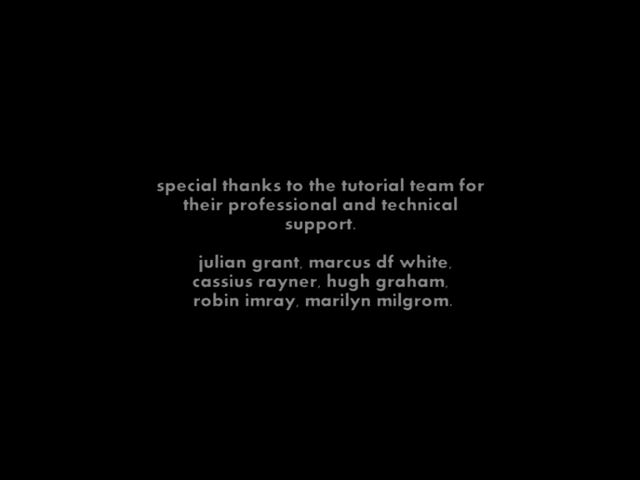 special thanks to the tutorial team for
their professional and technical
support.
julian grant, marcus df white,
cassius rayner, hugh graham,
robin imray, marilyn milgrom.